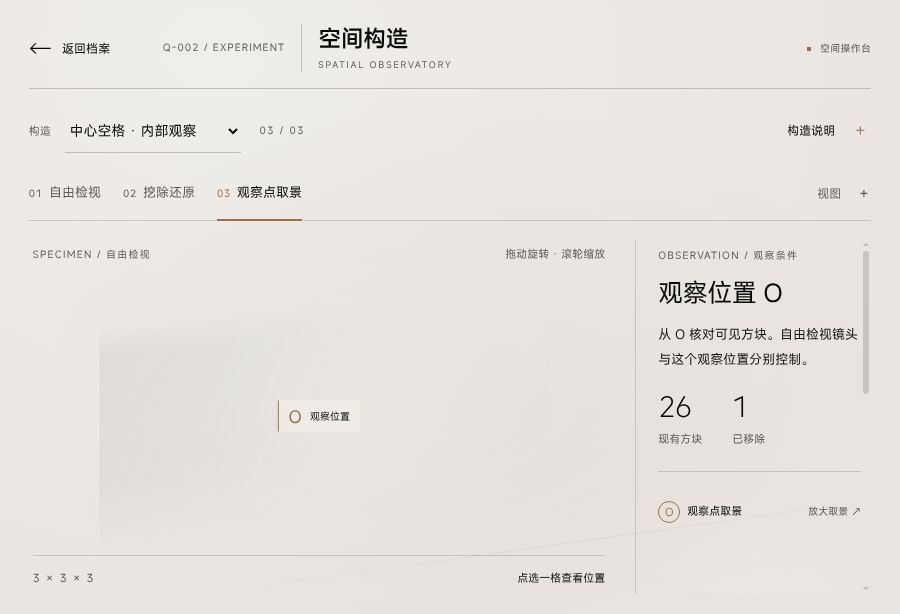 返回档案
Q-002 / EXPERIMENT
空间构造
SPATIAL OBSERVATORY
空间操作台
构造
中心空格 · 内部观察
03 / 03
构造说明 +
01 自由检视
02 挖除还原
03 观察点取景
视图 +
SPECIMEN / 自由检视
拖动旋转 · 滚轮缩放
O 观察位置
3 × 3 × 3
点选一格查看位置
OBSERVATION / 观察条件
观察位置 O
从 O 核对可见方块。自由检视镜头
与这个观察位置分别控制。
26
现有方块
1
已移除
O 观察点取景
放大取景 ↗